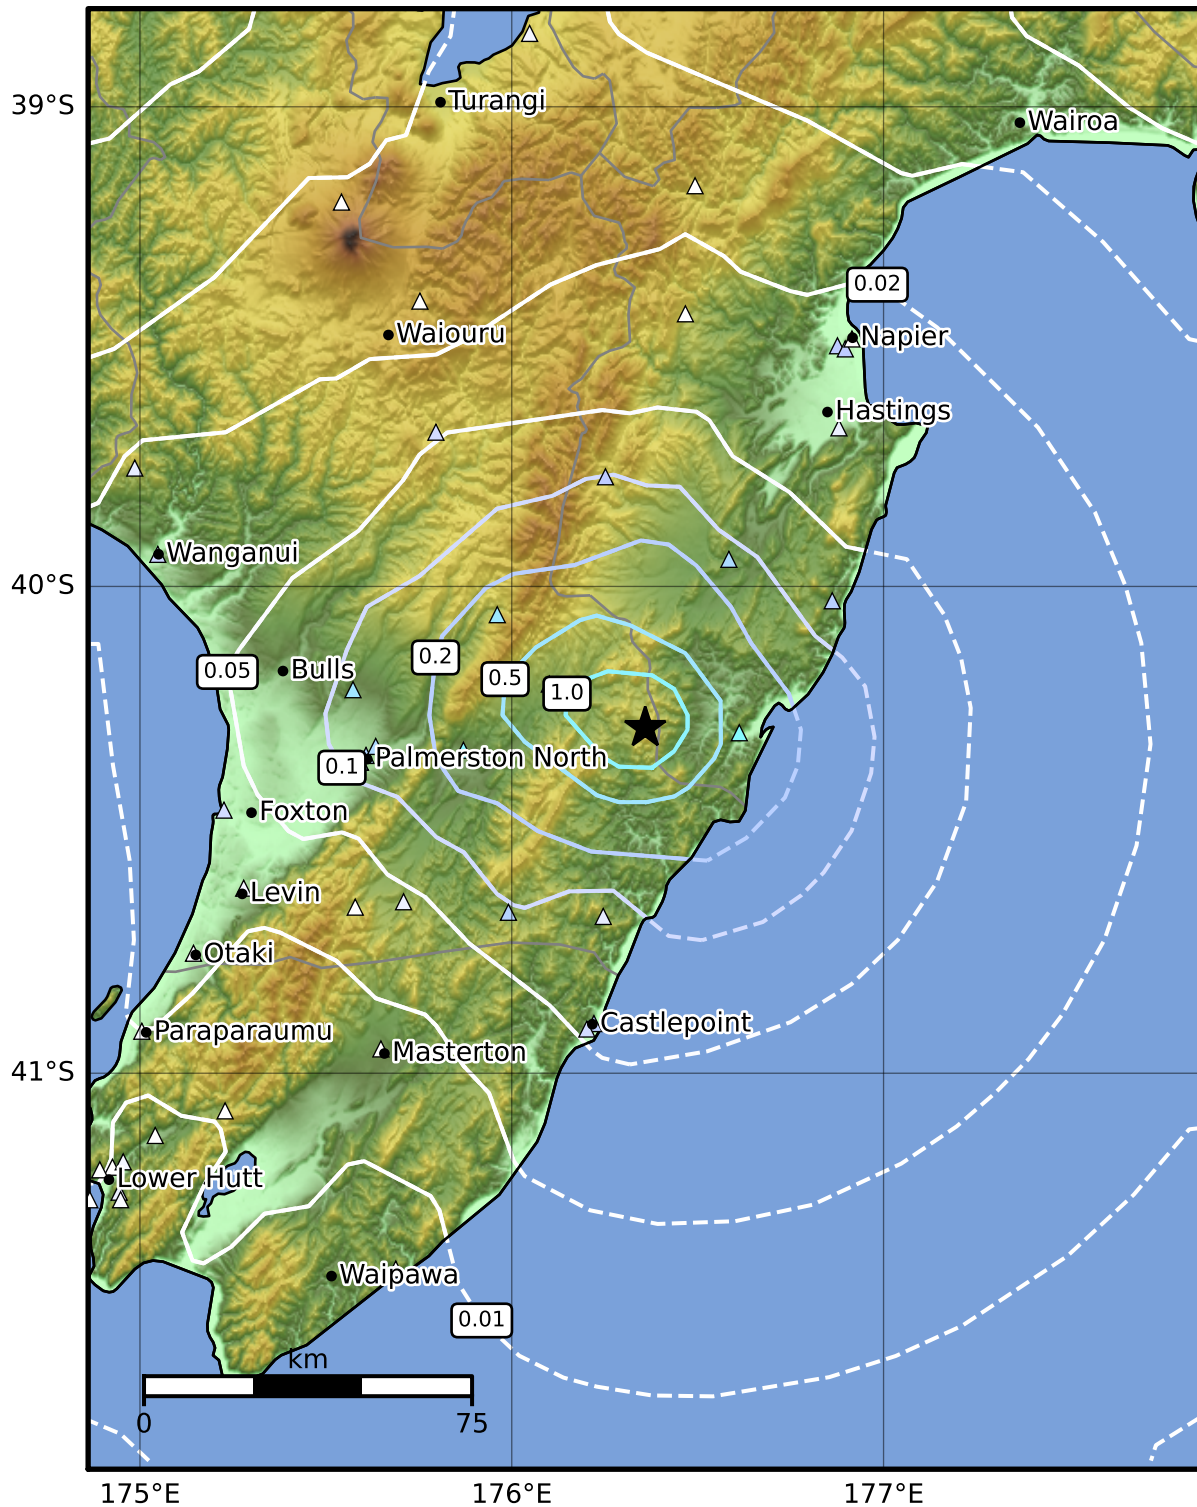 39°S
Turangi
Wairoa
0.02
Waiouru
Napier
Hastings
Wanganui
40°S
0.05
Bulls
0.2
0.5
1.0
0.1
Palmerston North
Foxton
Levin
Otaki
Paraparaumu
Castlepoint
Masterton
41°S
Lower Hutt
Waipawa
0.01
km
0
75
175°E
176°E
177°E